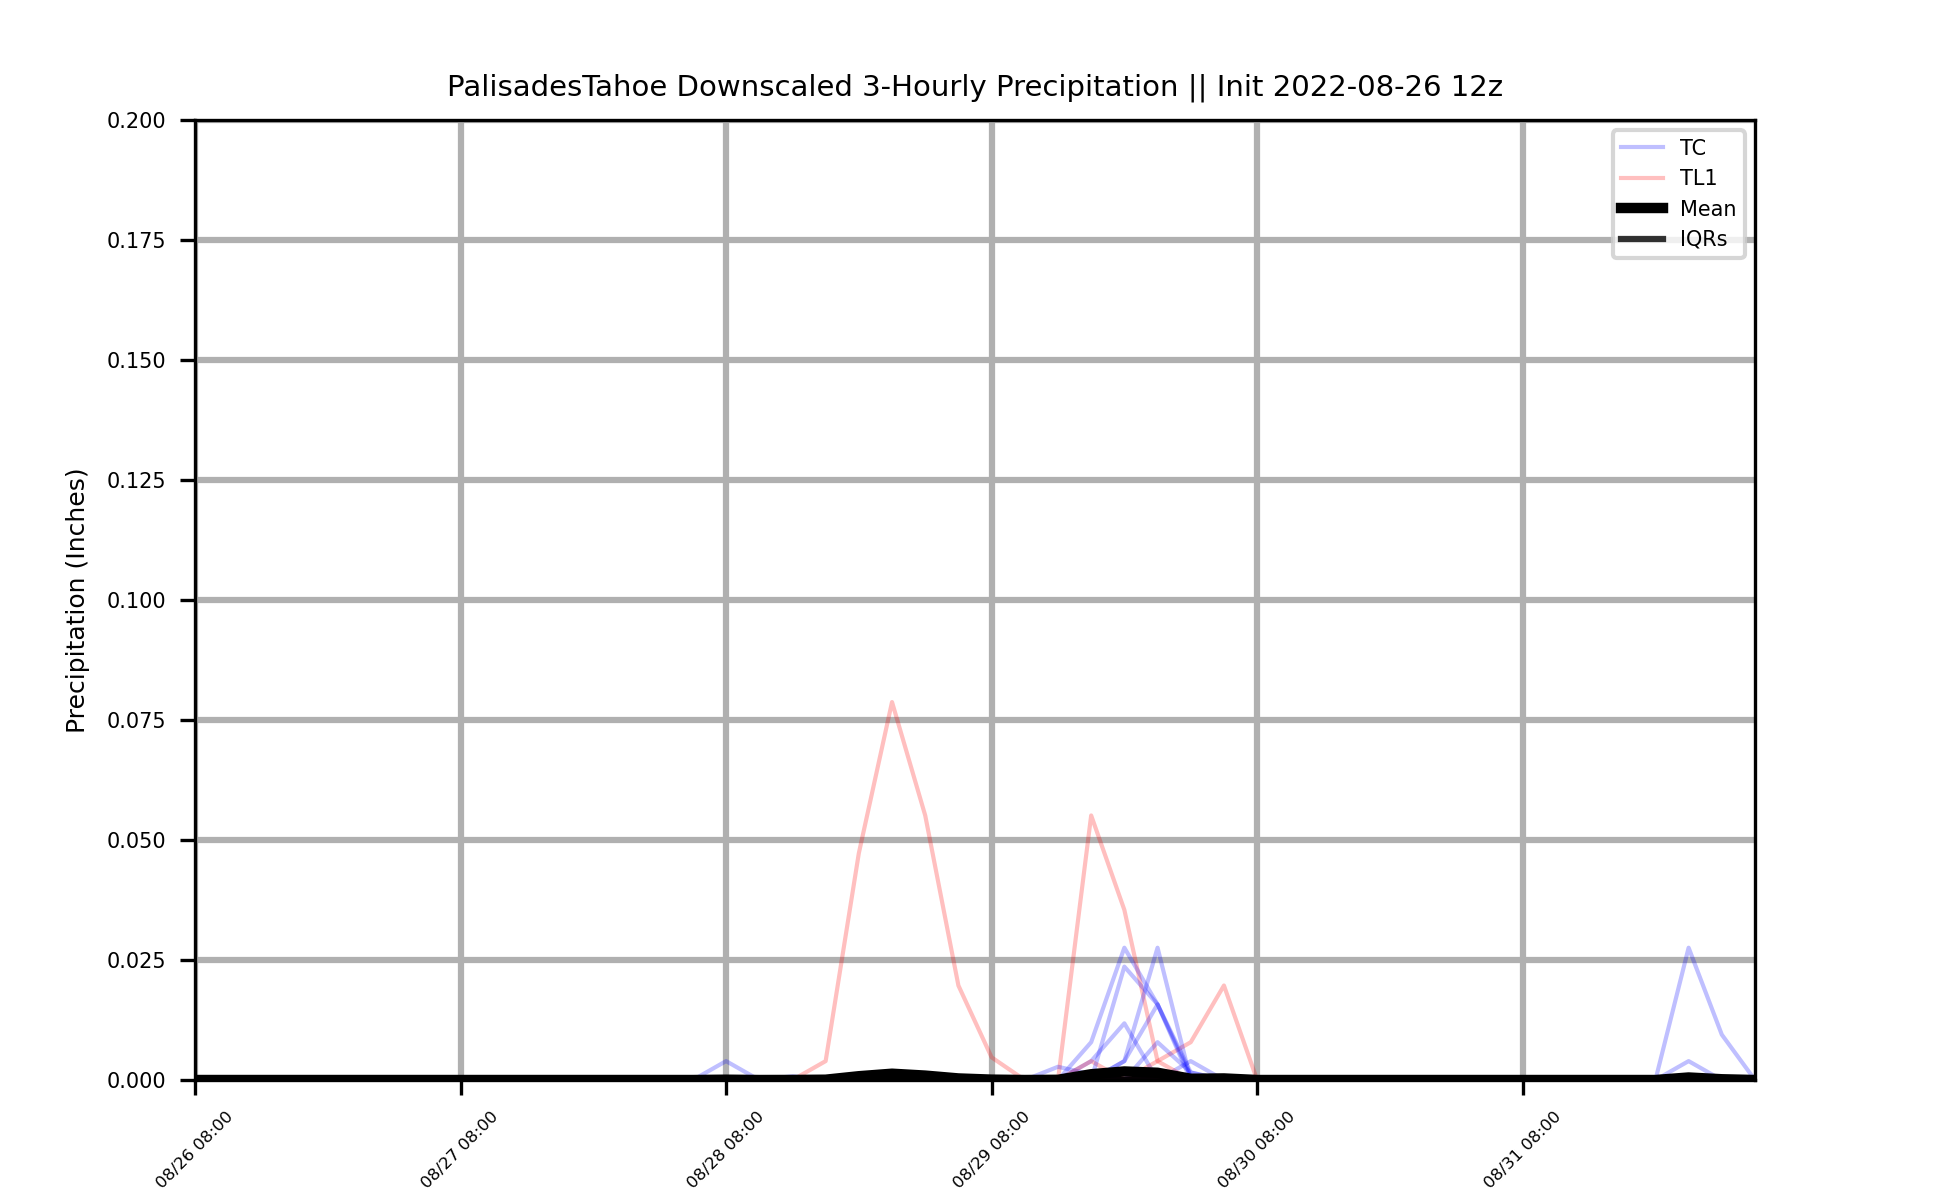 PalisadesTahoe Downscaled 3-Hourly Precipitation || Init 2022-08-26 12z
0.200
0.175
0.150
0.125
0.100
0.075
0.050
0.025
0.000
Precipitation (Inches)
TC
TL1
Mean
IQRs
08/26 08:00
08/27 08:00
08/28 08:00
08/29 08:00
08/30 08:00
08/31 08:00